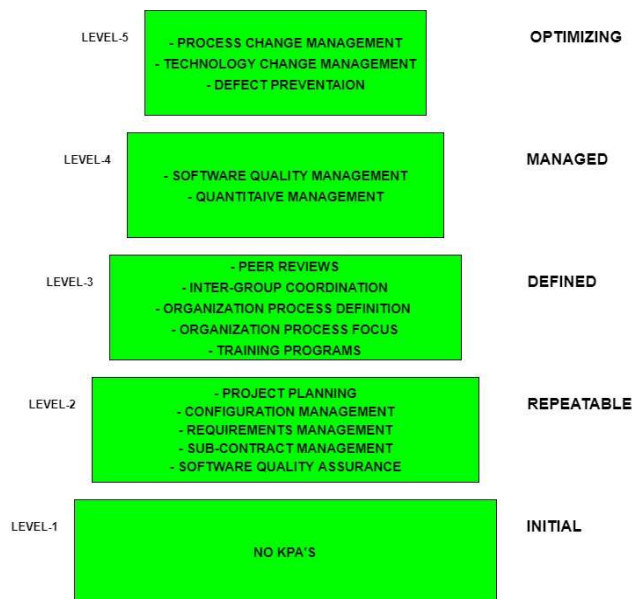 LEVEL-5
- PROCESS CHANGE MANAGEMENT
- TECHNOLOGY CHANGE MANAGEMENT
- DEFECT PREVENTAION
OPTIMIZING
LEVEL-4
- SOFTWARE QUALITY MANAGEMENT
- QUANTITAIVE MANAGEMENT
MANAGED
LEVEL-3
- PEER REVIEWS
- INTER-GROUP COORDINATION
- ORGANIZATION PROCESS DEFINITION
- ORGANIZATION PROCESS FOCUS
- TRAINING PROGRAMS
DEFINED
LEVEL-2
- PROJECT PLANNING
- CONFIGURATION MANAGEMENT
- REQUIREMENTS MANAGEMENT
- SUB-CONTRACT MANAGEMENT
- SOFTWARE QUALITY ASSURANCE
REPEATABLE
LEVEL-1
NO KPA'S
INITIAL